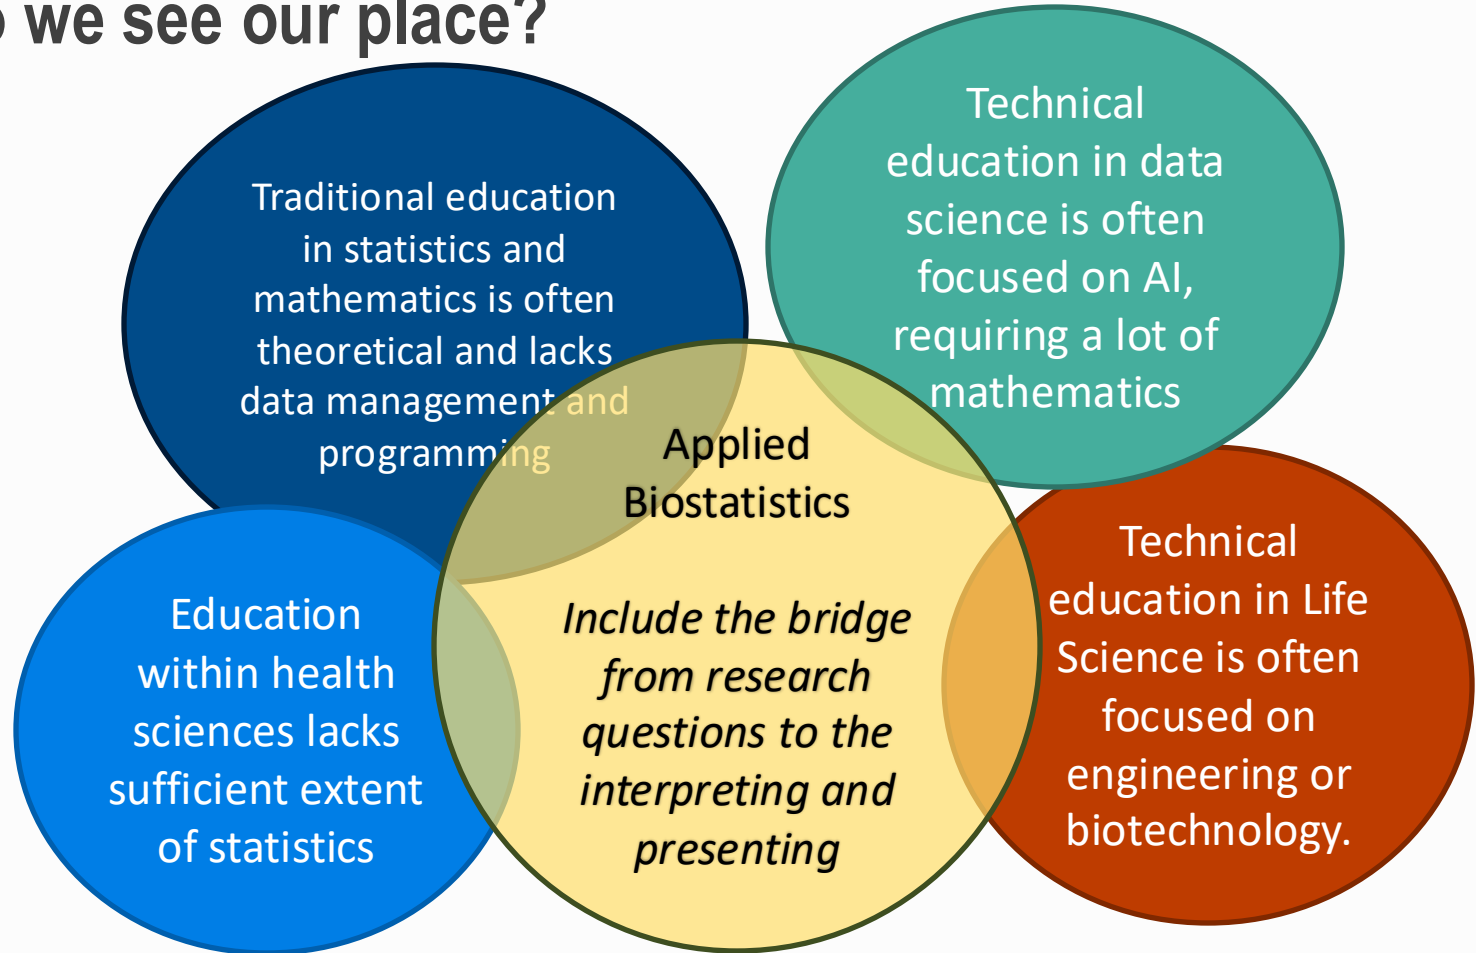 we see our place?
Traditional education
in statistics and
mathematics is often
theoretical and lacks
data management and
programming
Technical
education in data
science is often
focused on AI,
requiring a lot of
mathematics
Applied
Biostatistics
Include the bridge
from research
questions to the
interpreting and
presenting
Education
within health
sciences lacks
sufficient extent
of statistics
Technical
education in Life
Science is often
focused on
engineering or
biotechnology.